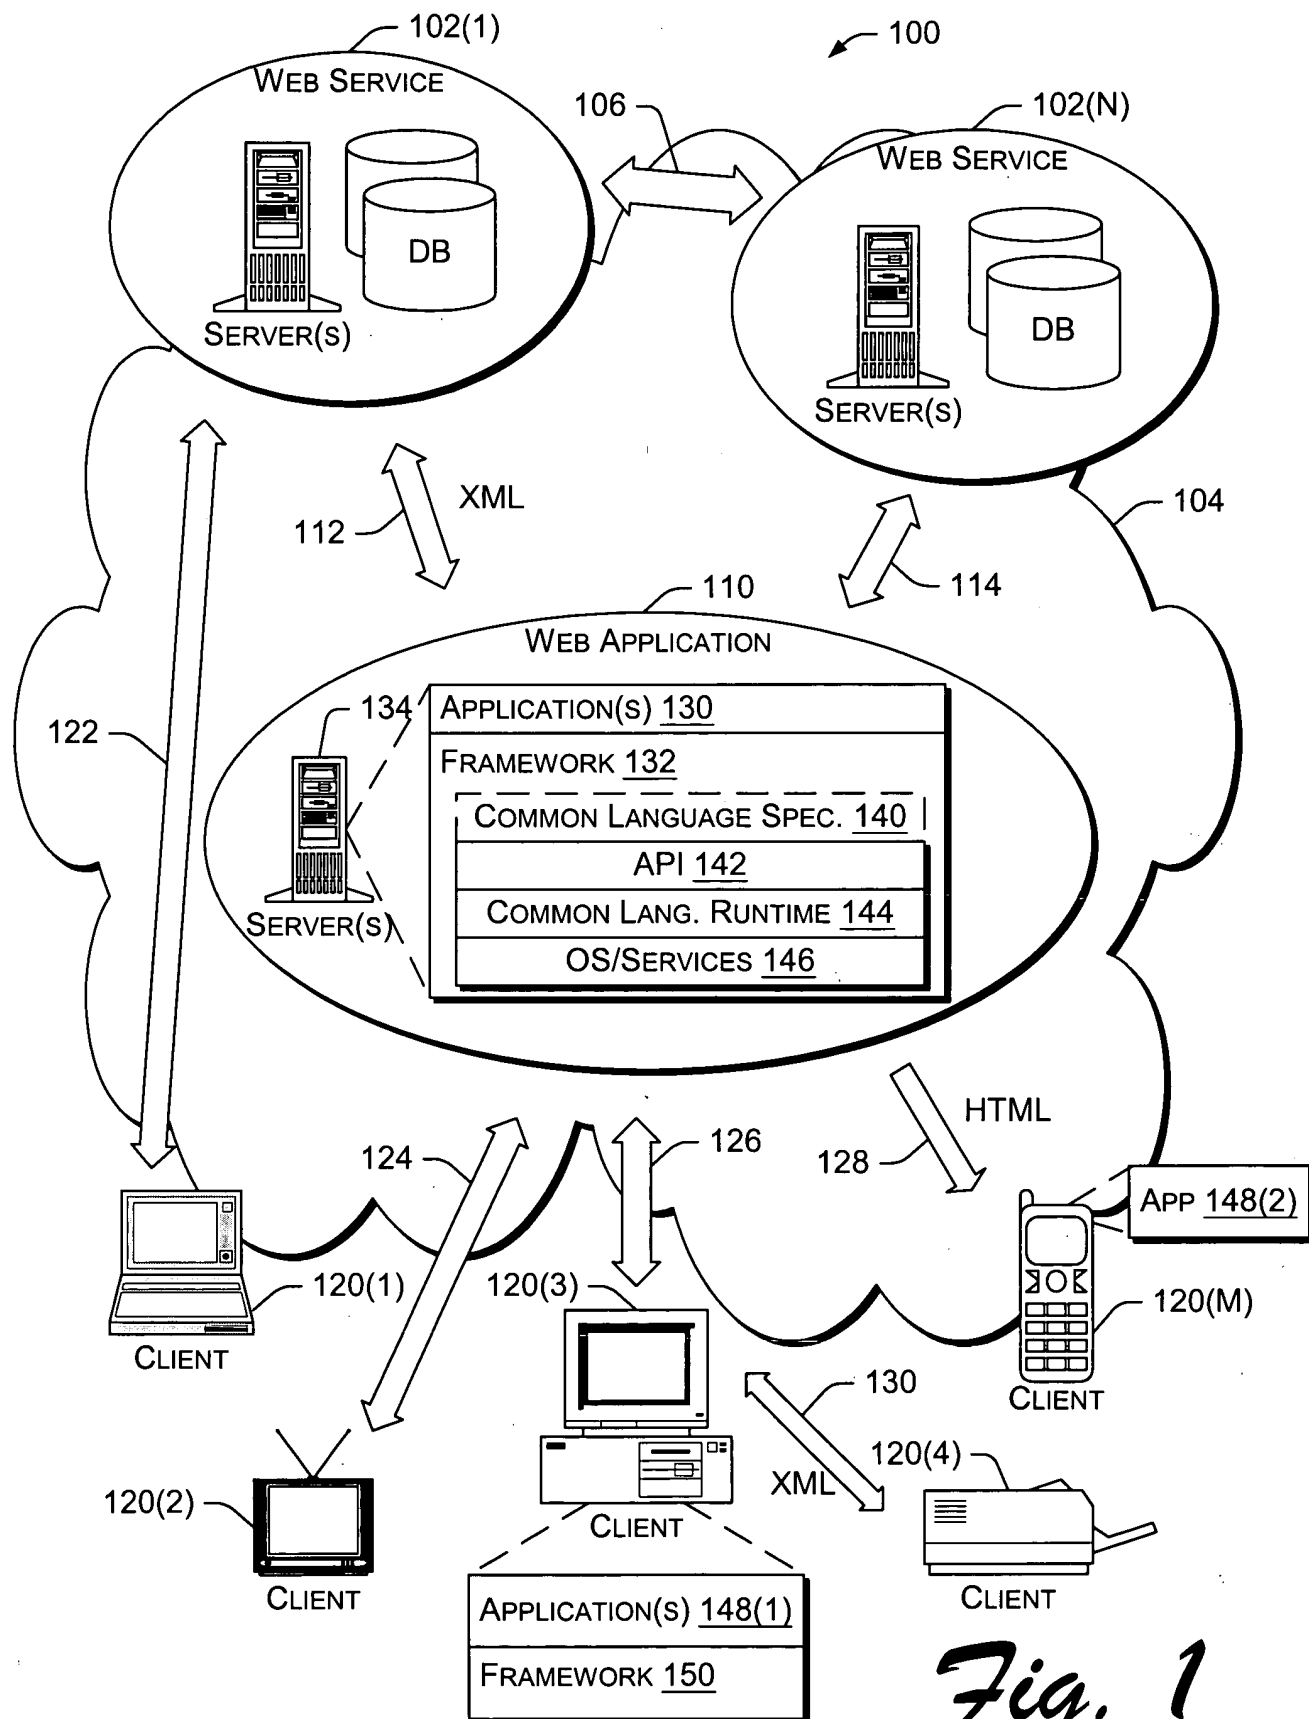 102(1)
100
WEB SERVICE
106
102(N)
WEB SERVICE
DB
SERVER(S)
DB
SERVER(S)
XML
112
104
114
110
WEB APPLICATION
134
APPLICATION(S) 130
122
FRAMEWORK 132
COMMON LANGUAGE SPEC. 140
API 142
COMMON LANG. RUNTIME 144
SERVER(S)
OS/SERVICES 146
HTML
124
126
128
APP 148(2)
120(1)
120(3)
120(M)
CLIENT
130
CLIENT
120(4)
XML
120(2)
CLIENT
CLIENT
CLIENT
APPLICATION(S) 148(1)
FRAMEWORK 150
Fig. 1